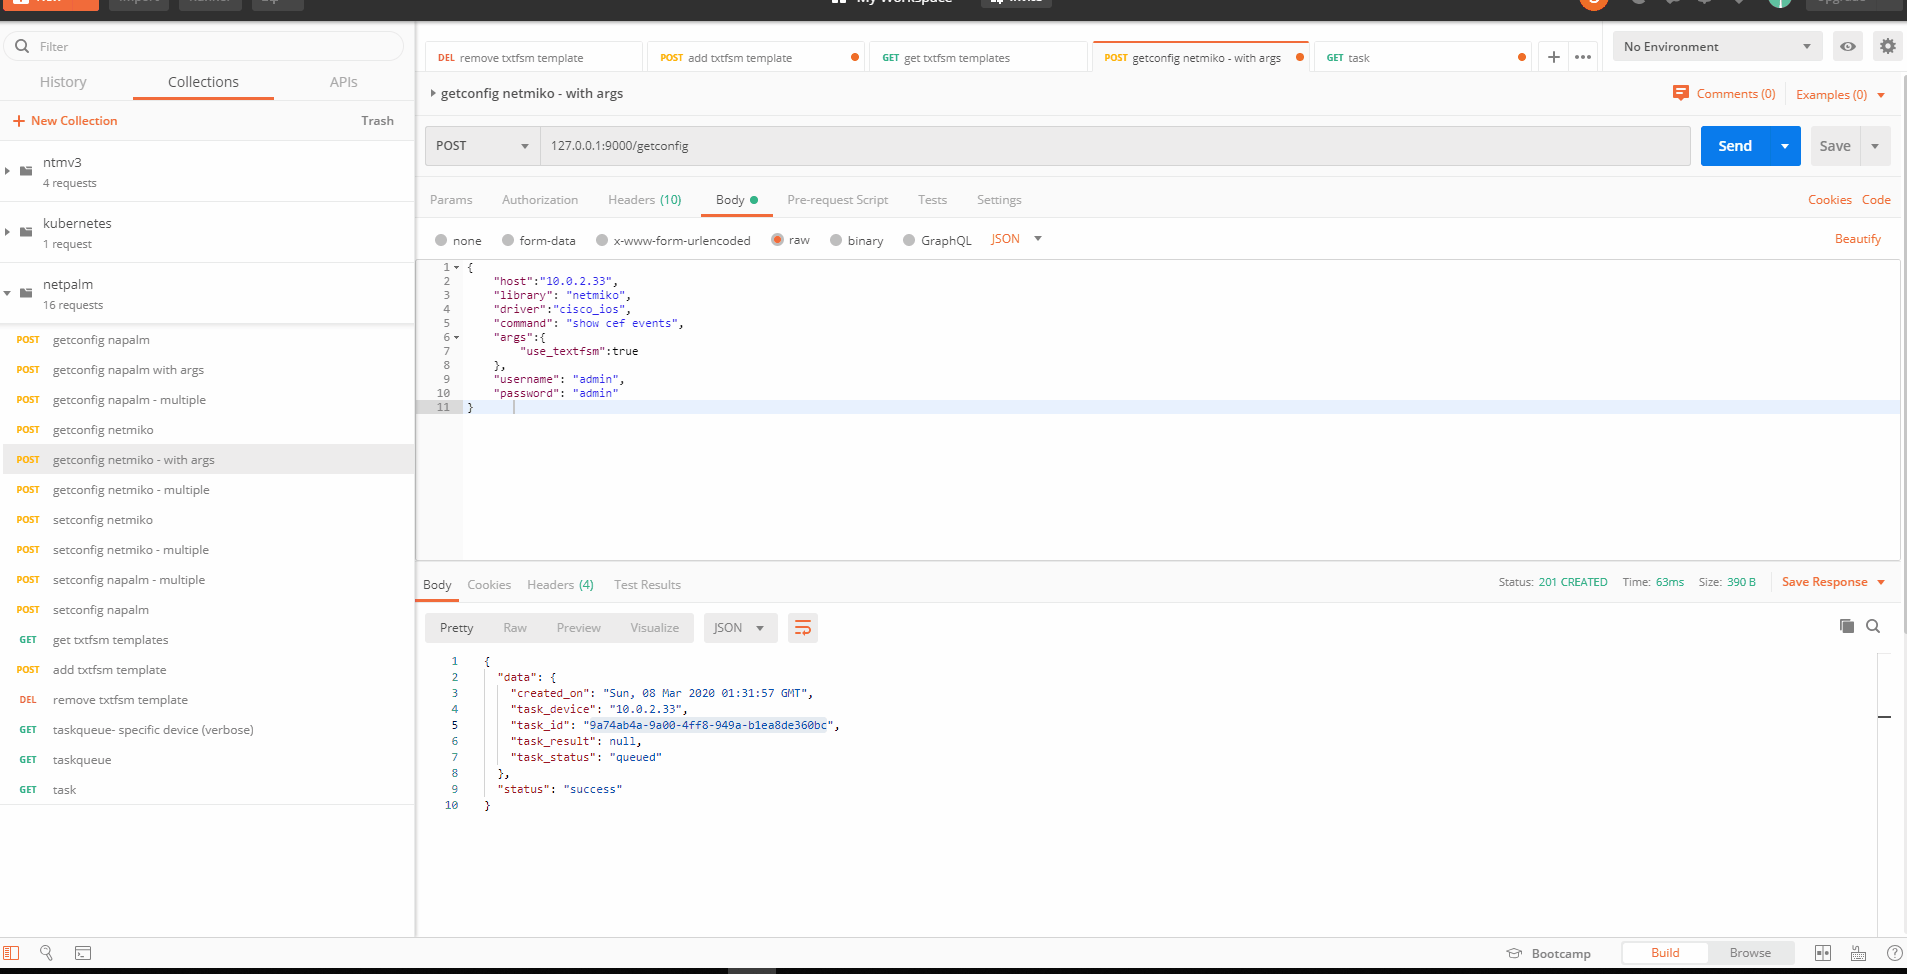 New Import Runner
My Workspace Invite
Upgrade
Filter
History Collections APIs
+ New Collection Trash
ntmv3
4 requests
kubernetes
1 request
netpalm
16 requests
POST getconfig napalm
POST getconfig napalm with args
POST getconfig napalm - multiple
POST getconfig netmiko
POST getconfig netmiko - with args
POST getconfig netmiko - multiple
POST setconfig netmiko
POST setconfig netmiko - multiple
POST setconfig napalm - multiple
POST setconfig napalm
GET get txtfsm templates
POST add txtfsm template
DEL remove txtfsm template
GET taskqueue- specific device (verbose)
GET taskqueue
GET task
DEL remove txtfsm template POST add txtfsm template GET get txtfsm templates POST getconfig netmiko - with args GET task
No Environment
getconfig netmiko - with args
Comments (0) Examples (0)
POST 127.0.0.1:9000/getconfig Send Save
Params Authorization Headers (10) Body Pre-request Script Tests Settings Cookies Code
none form-data x-www-form-urlencoded raw binary GraphQL JSON Beautify
1 {
2 "host":"10.0.2.33",
3 "library": "netmiko",
4 "driver":"cisco_ios",
5 "command": "show cef events",
6 "args":{
7 "use_textfsm":true
8 },
9 "username": "admin",
10 "password": "admin"
11 }
Body Cookies Headers (4) Test Results Status: 201 CREATED Time: 63ms Size: 390 B Save Response
Pretty Raw Preview Visualize JSON
1 {
2 "data": {
3 "created_on": "Sun, 08 Mar 2020 01:31:57 GMT",
4 "task_device": "10.0.2.33",
5 "task_id": "9a74ab4a-9a00-4ff8-949a-b1ea8de360bc",
6 "task_result": null,
7 "task_status": "queued"
8 },
9 "status": "success"
10 }
Bootcamp Build Browse